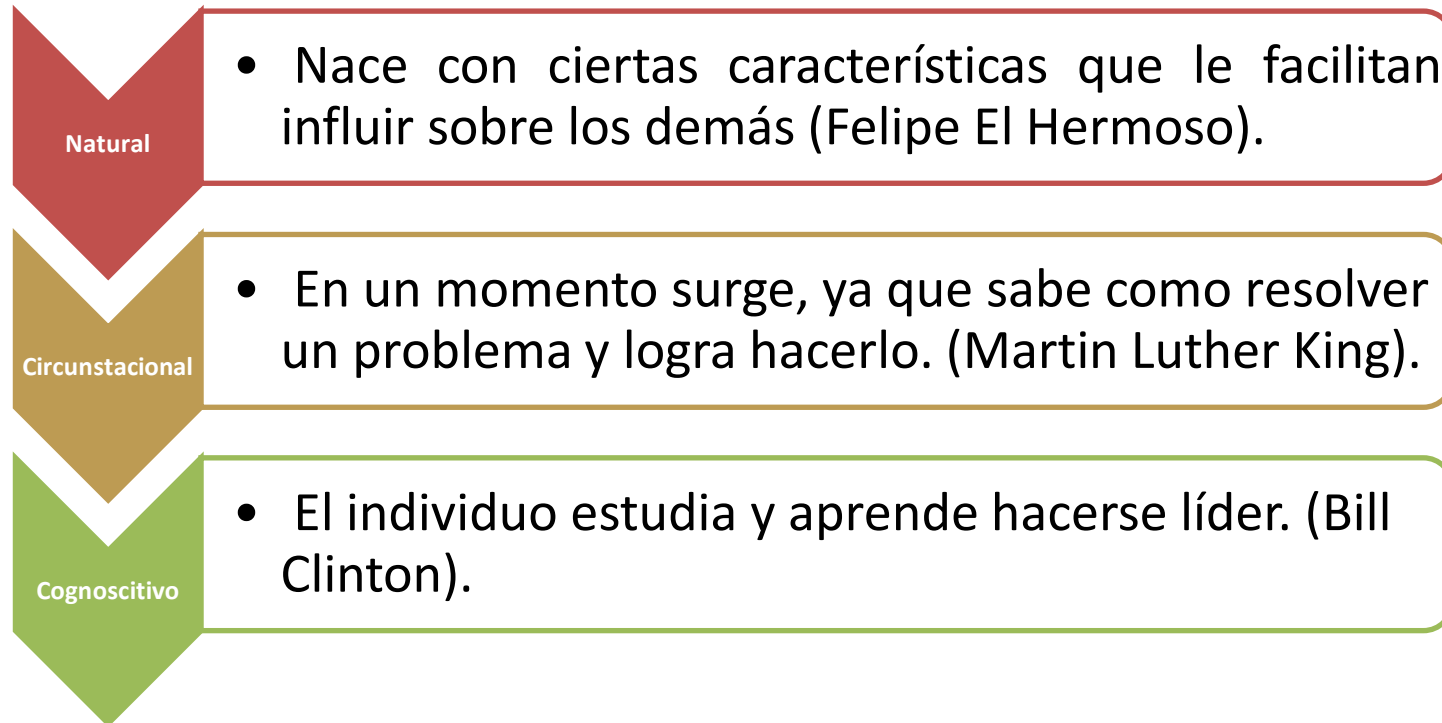 Natural
• Nace con ciertas características que le facilitan
influir sobre los demás (Felipe El Hermoso).
Circunstacional
• En un momento surge, ya que sabe como resolver
un problema y logra hacerlo. (Martin Luther King).
Cognoscitivo
• El individuo estudia y aprende hacerse líder. (Bill
Clinton).